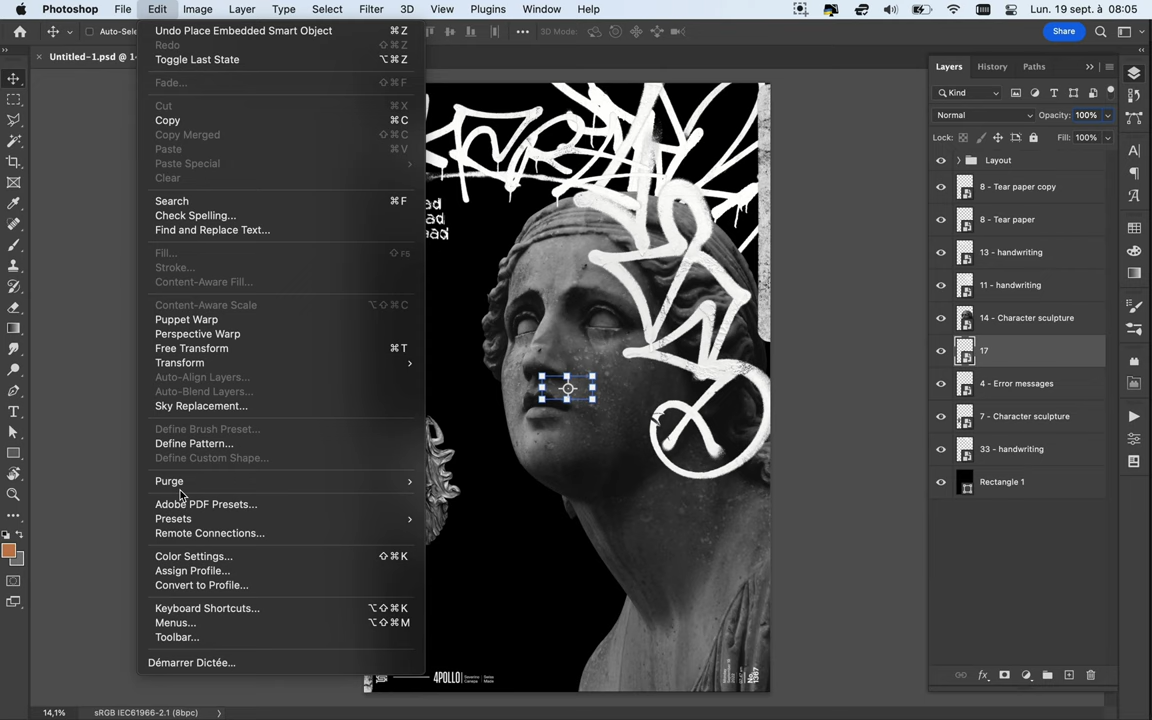 Photoshop File Edit Image Layer Type Select Filter 3D View Plugins Window Help Lun. 19 sept. à 08:05
Auto-Sele 3D Mode: Share
Untitled-1.psd @ 1
Undo Place Embedded Smart Object ⌘Z
Redo ⇧⌘Z
Toggle Last State ⌥⌘Z
Fade... ⇧⌘F
Cut ⌘X
Copy ⌘C
Copy Merged ⇧⌘C
Paste ⌘V
Paste Special
Clear
Search ⌘F
Check Spelling...
Find and Replace Text...
Fill... ⇧F5
Stroke...
Content-Aware Fill...
Content-Aware Scale ⌥⇧⌘C
Puppet Warp
Perspective Warp
Free Transform ⌘T
Transform
Auto-Align Layers...
Auto-Blend Layers...
Sky Replacement...
Define Brush Preset...
Define Pattern...
Define Custom Shape...
Purge
Adobe PDF Presets...
Presets
Remote Connections...
Color Settings... ⇧⌘K
Assign Profile...
Convert to Profile...
Keyboard Shortcuts... ⌥⇧⌘K
Menus... ⌥⇧⌘M
Toolbar...
Démarrer Dictée...
4POLLO
No.
1387
Layers History Paths
Kind
Normal Opacity: 100%
Lock: Fill: 100%
Layout
8 - Tear paper copy
8 - Tear paper
13 - handwriting
11 - handwriting
14 - Character sculpture
17
4 - Error messages
7 - Character sculpture
33 - handwriting
Rectangle 1
14,1% sRGB IEC61966-2.1 (8bpc)